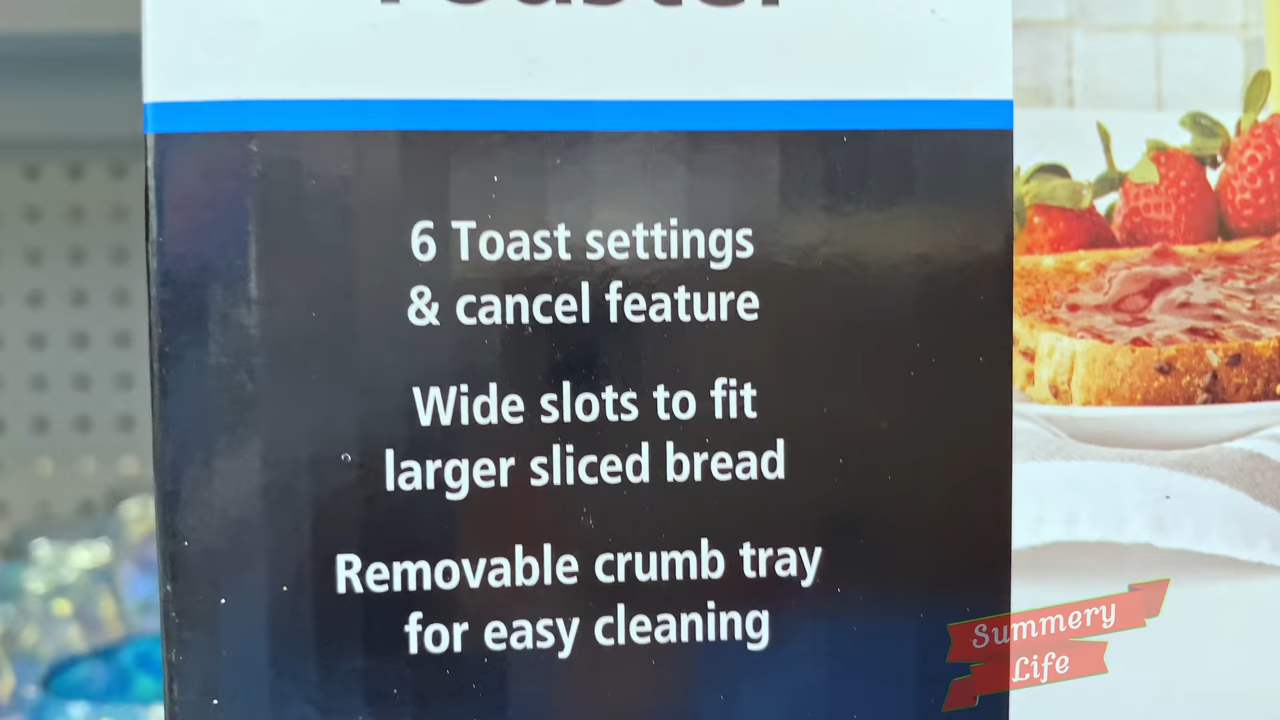 Toaster
6 Toast settings
& cancel feature
Wide slots to fit
larger sliced bread
Removable crumb tray
for easy cleaning
Summery
Life